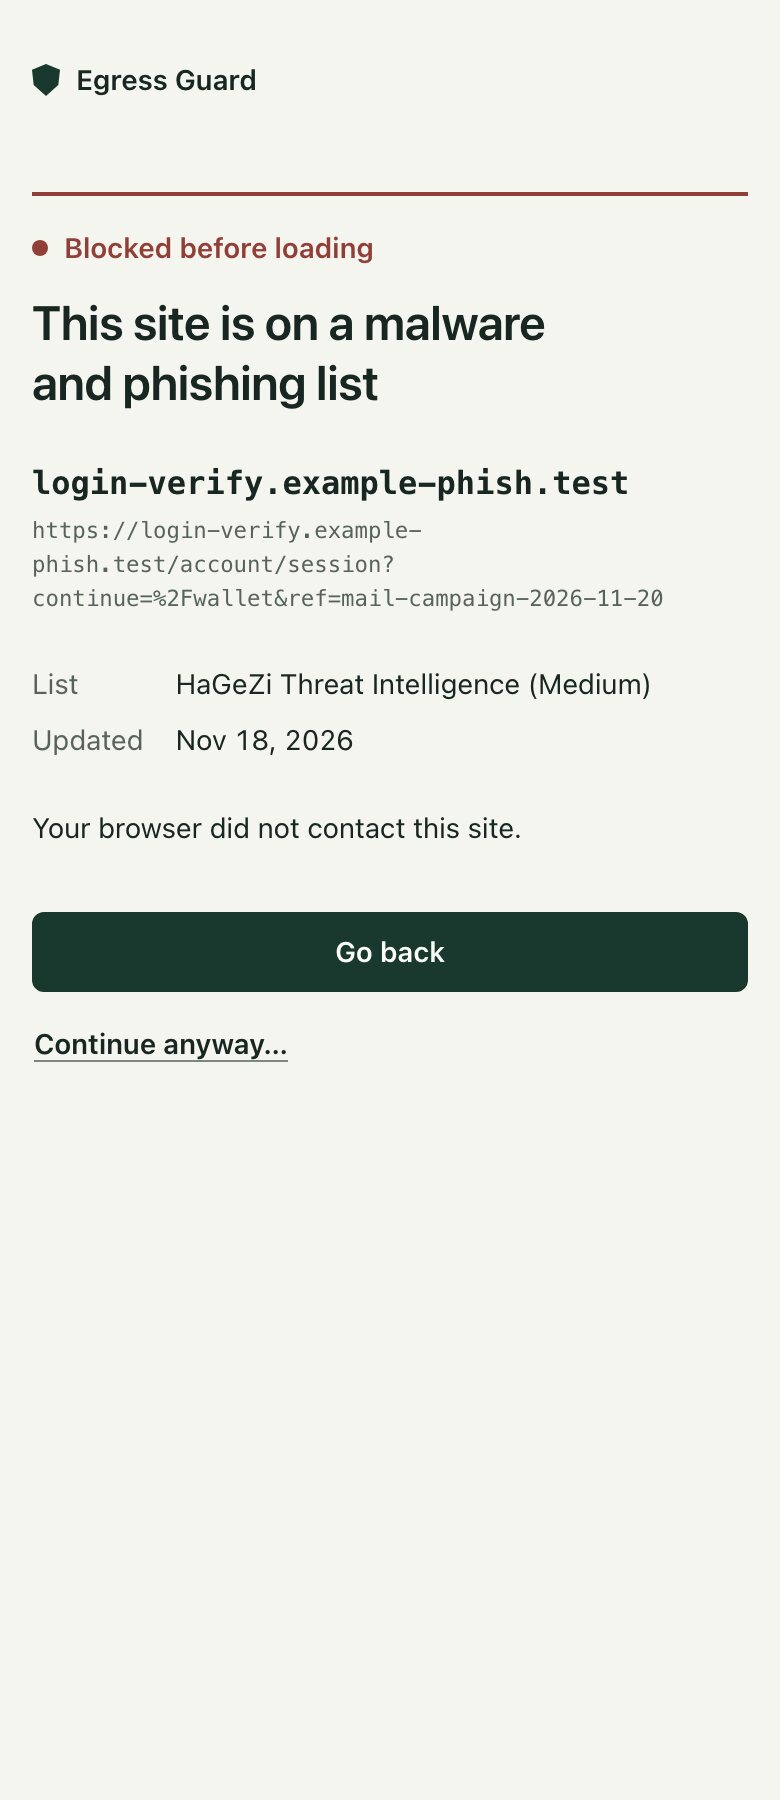 Egress Guard
Blocked before loading
This site is on a malware
and phishing list
login-verify.example-phish.test
https://login-verify.example-
phish.test/account/session?
continue=%2Fwallet&ref=mail-campaign-2026-11-20
List HaGeZi Threat Intelligence (Medium)
Updated Nov 18, 2026
Your browser did not contact this site.
Go back
Continue anyway...